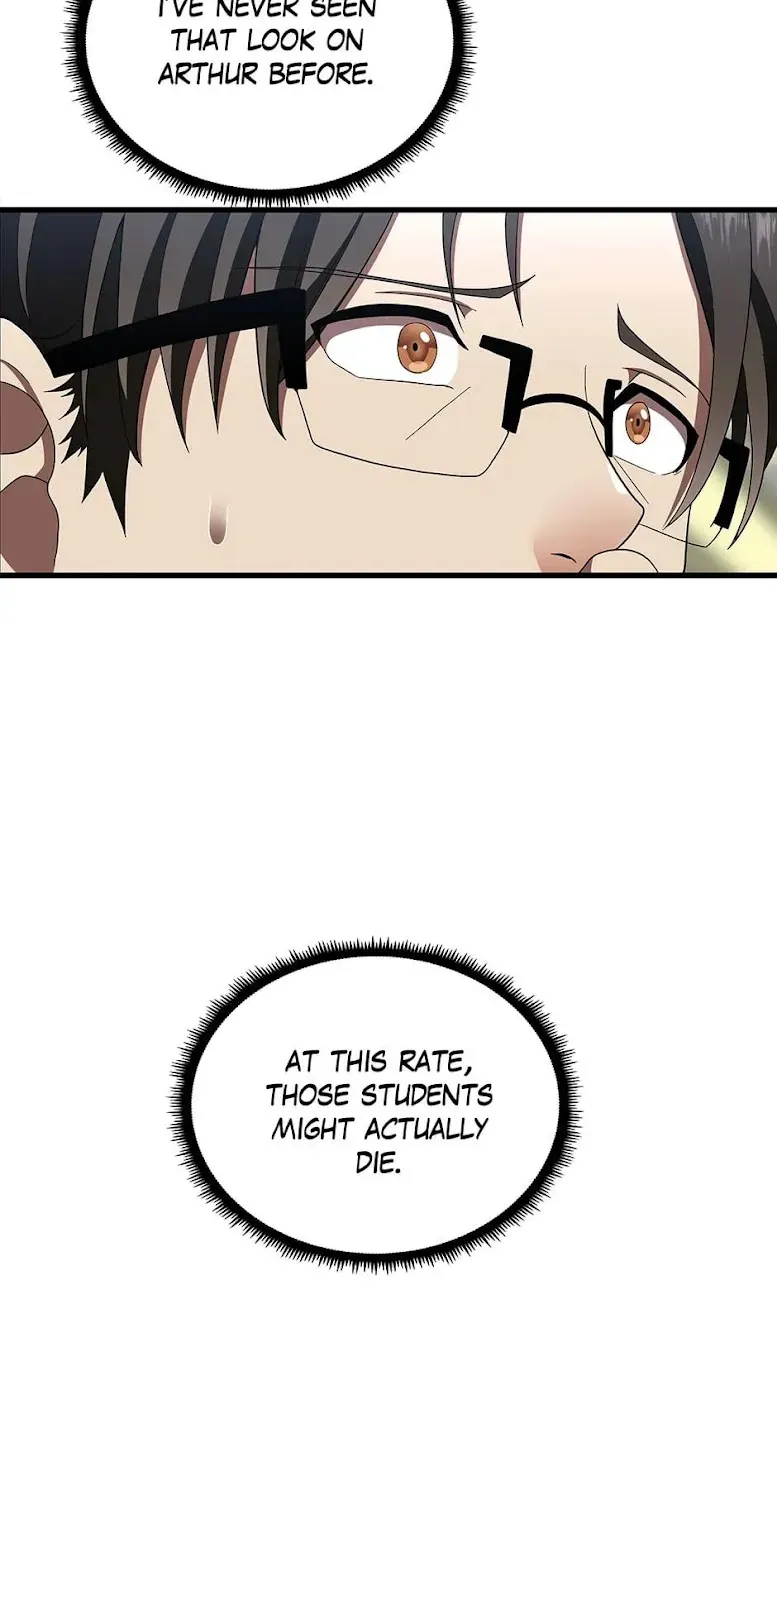 I'VE NEVER SEEN
THAT LOOK ON
ARTHUR BEFORE.
AT THIS RATE,
THOSE STUDENTS
MIGHT ACTUALLY
DIE.